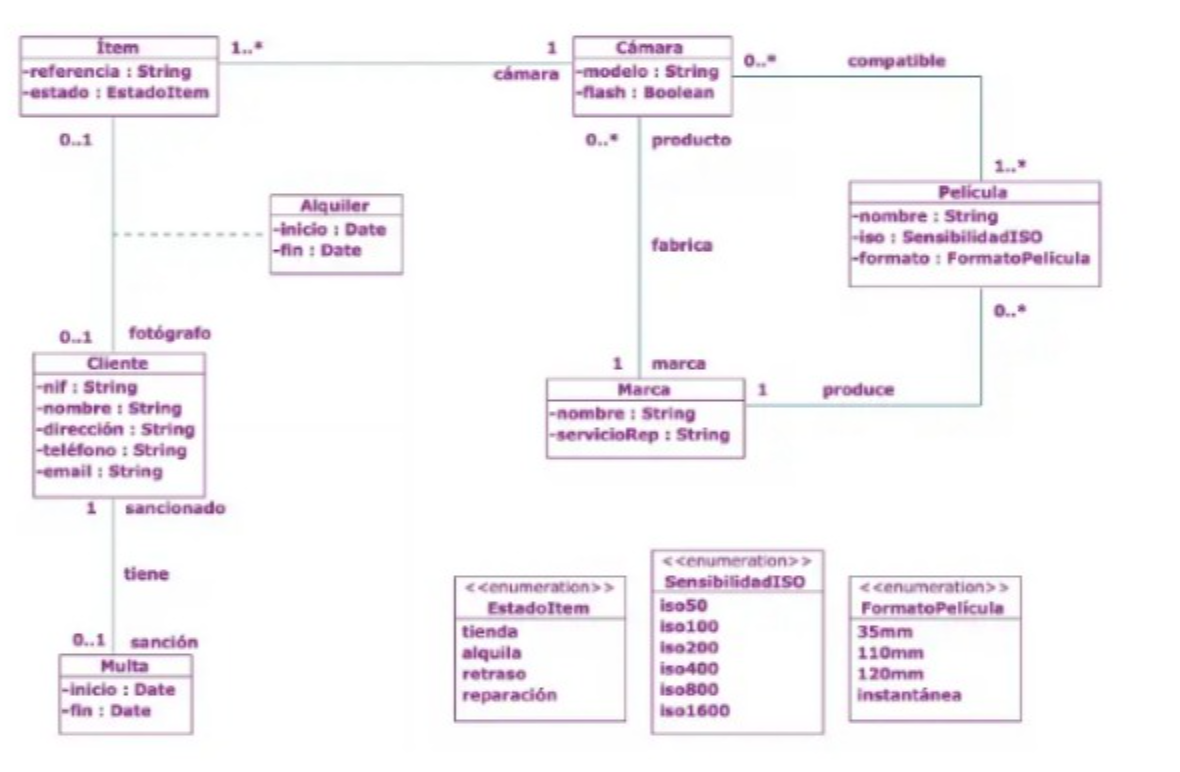 Ítem
-referencia : String
-estado : EstadoItem
1..*
1
cámara
Cámara
-modelo : String
-flash : Boolean
0..*
compatible
0..1
0..*
producto
1..*
Película
-nombre : String
-iso : SensibilidadISO
-formato : FormatoPelícula
Alquiler
-inicio : Date
-fin : Date
fabrica
0..*
0..1
fotógrafo
Cliente
-nif : String
-nombre : String
-dirección : String
-teléfono : String
-email : String
1
marca
Marca
-nombre : String
-servicioRep : String
1
produce
1
sancionado
tiene
0..1
sanción
Multa
-inicio : Date
-fin : Date
<<enumeration>>
EstadoItem
tienda
alquila
retraso
reparación
<<enumeration>>
SensibilidadISO
iso50
iso100
iso200
iso400
iso800
iso1600
<<enumeration>>
FormatoPelícula
35mm
110mm
120mm
instantánea